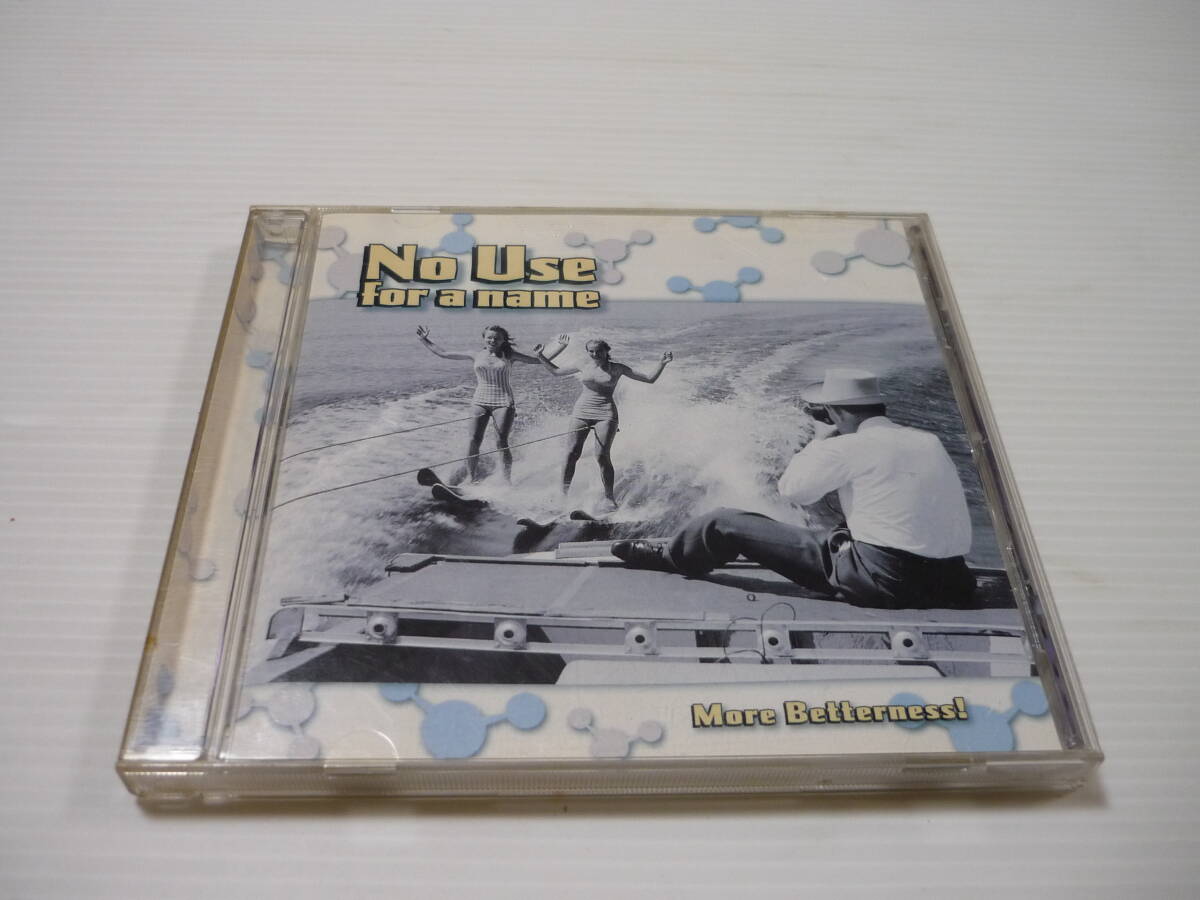 No Use
for a name
More Betterness!